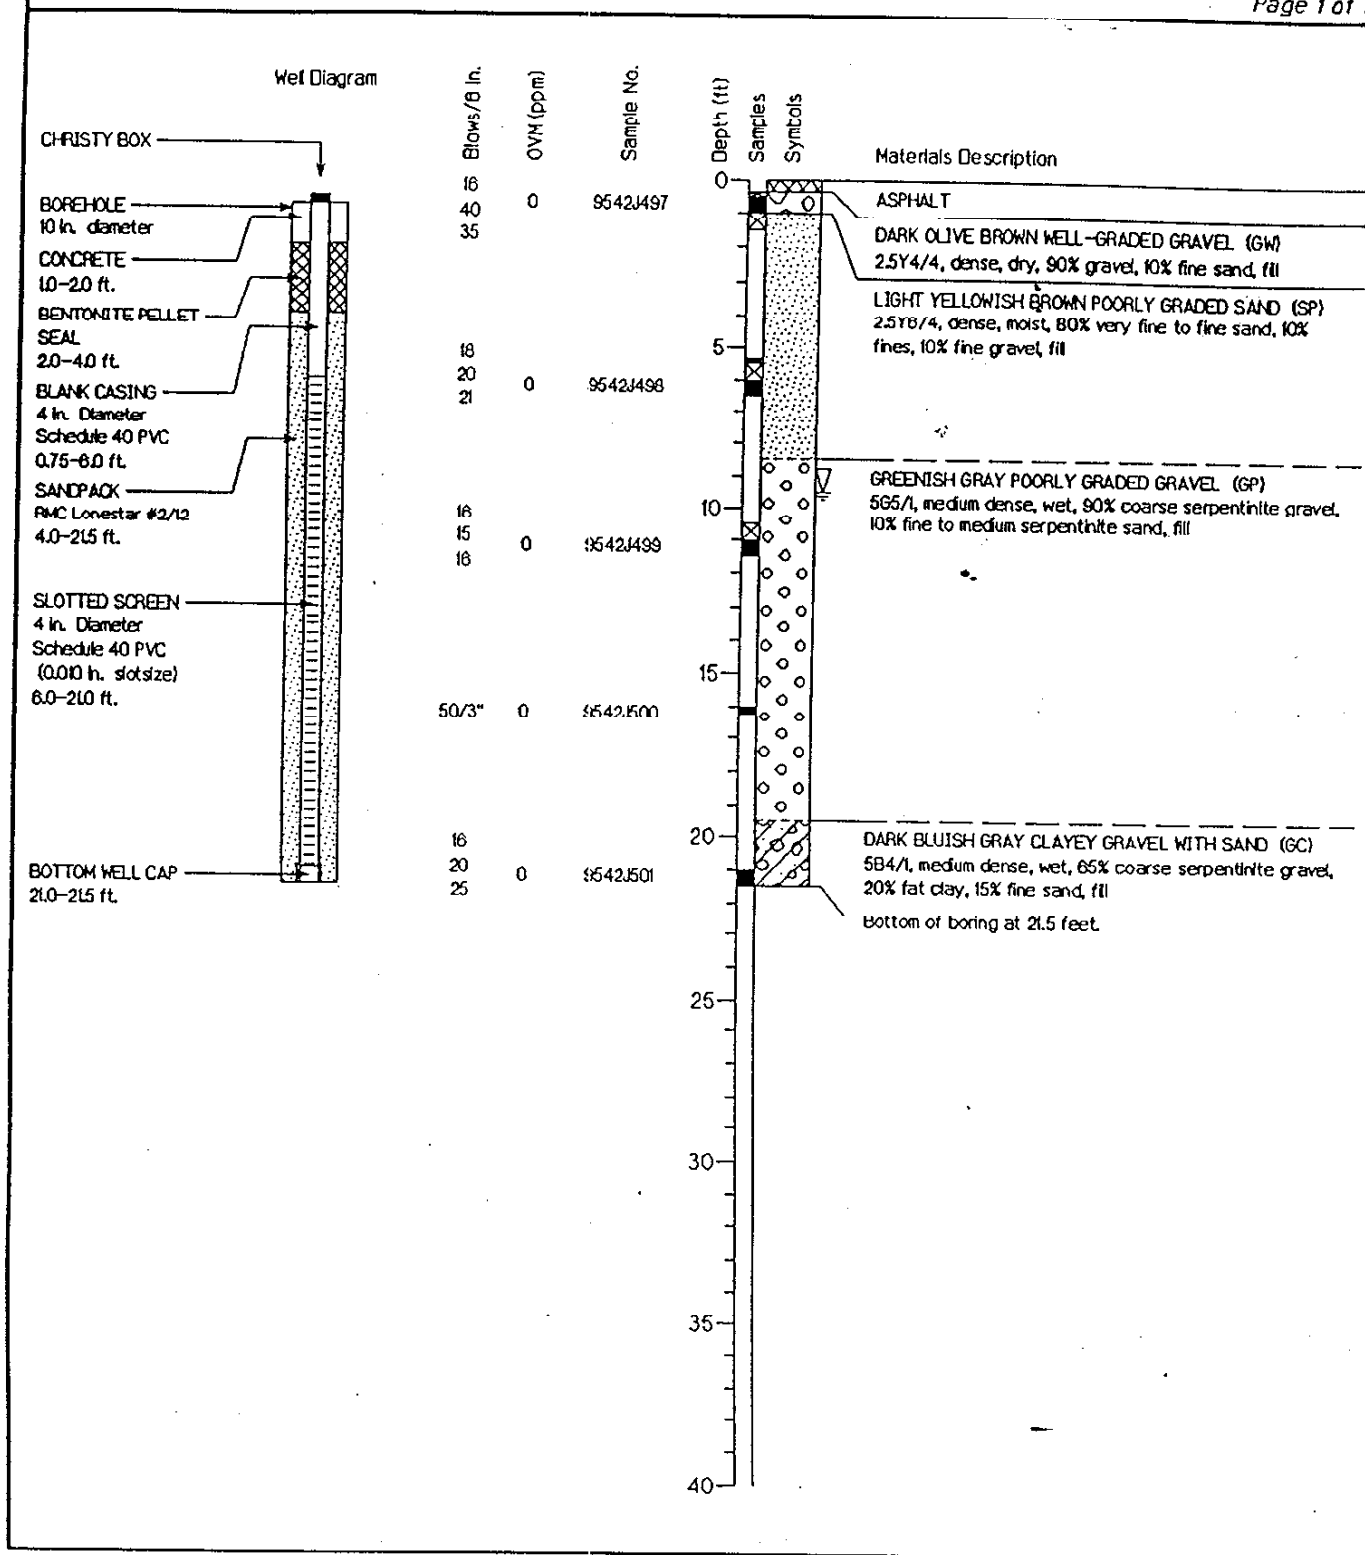 Page 1 of
Well Diagram
Blows/6 In.
OVM (ppm)
Sample No.
Depth (ft)
Samples
Symbols
Materials Description
CHRISTY BOX
BOREHOLE
10 in. diameter
CONCRETE
1.0-2.0 ft.
BENTONITE PELLET
SEAL
2.0-4.0 ft.
BLANK CASING
4 in. Diameter
Schedule 40 PVC
0.75-6.0 ft.
SANDPACK
RMC Lonestar #2/12
4.0-21.5 ft.
SLOTTED SCREEN
4 in. Diameter
Schedule 40 PVC
(0.010 in. slotsize)
6.0-21.0 ft.
BOTTOM WELL CAP
21.0-21.5 ft.
16
40
35
0
9542J497
18
20
21
0
9542J498
16
15
16
0
9542J499
50/3"
0
9542J500
16
20
25
0
9542J501
0
5
10
15
20
25
30
35
40
ASPHALT
DARK OLIVE BROWN WELL-GRADED GRAVEL (GW)
2.5Y4/4, dense, dry, 90% gravel, 10% fine sand, fill
LIGHT YELLOWISH BROWN POORLY GRADED SAND (SP)
2.5Y6/4, dense, moist, 80% very fine to fine sand, 10%
fines, 10% fine gravel, fill
GREENISH GRAY POORLY GRADED GRAVEL (GP)
5G5/1, medium dense, wet, 90% coarse serpentinite gravel,
10% fine to medium serpentinite sand, fill
DARK BLUISH GRAY CLAYEY GRAVEL WITH SAND (GC)
5B4/1, medium dense, wet, 65% coarse serpentinite gravel,
20% fat clay, 15% fine sand, fill
Bottom of boring at 21.5 feet.